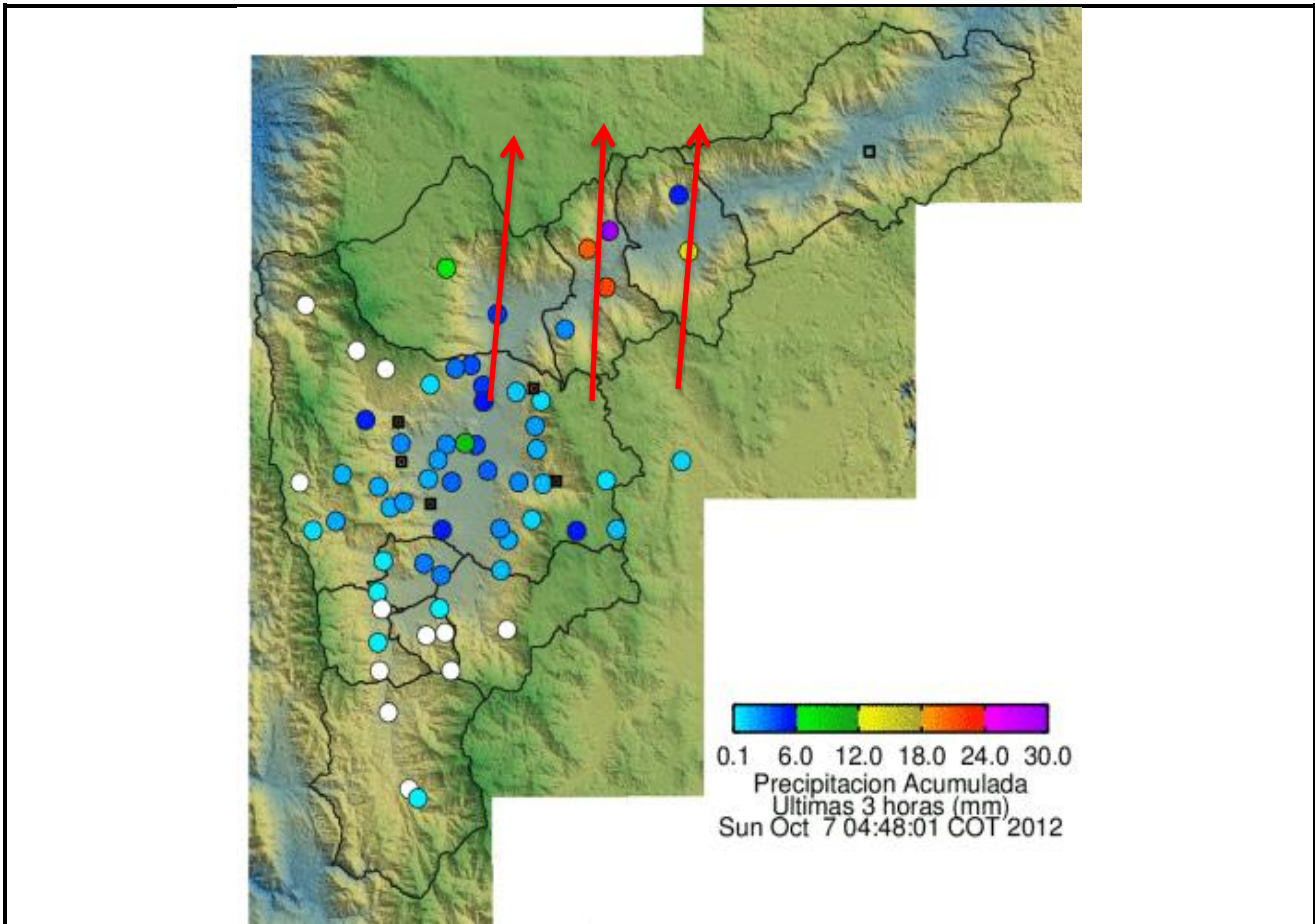 0.1 6.0 12.0 18.0 24.0 30.0
Precipitacion Acumulada
Ultimas 3 horas (mm)
Sun Oct 7 04:48:01 COT 2012